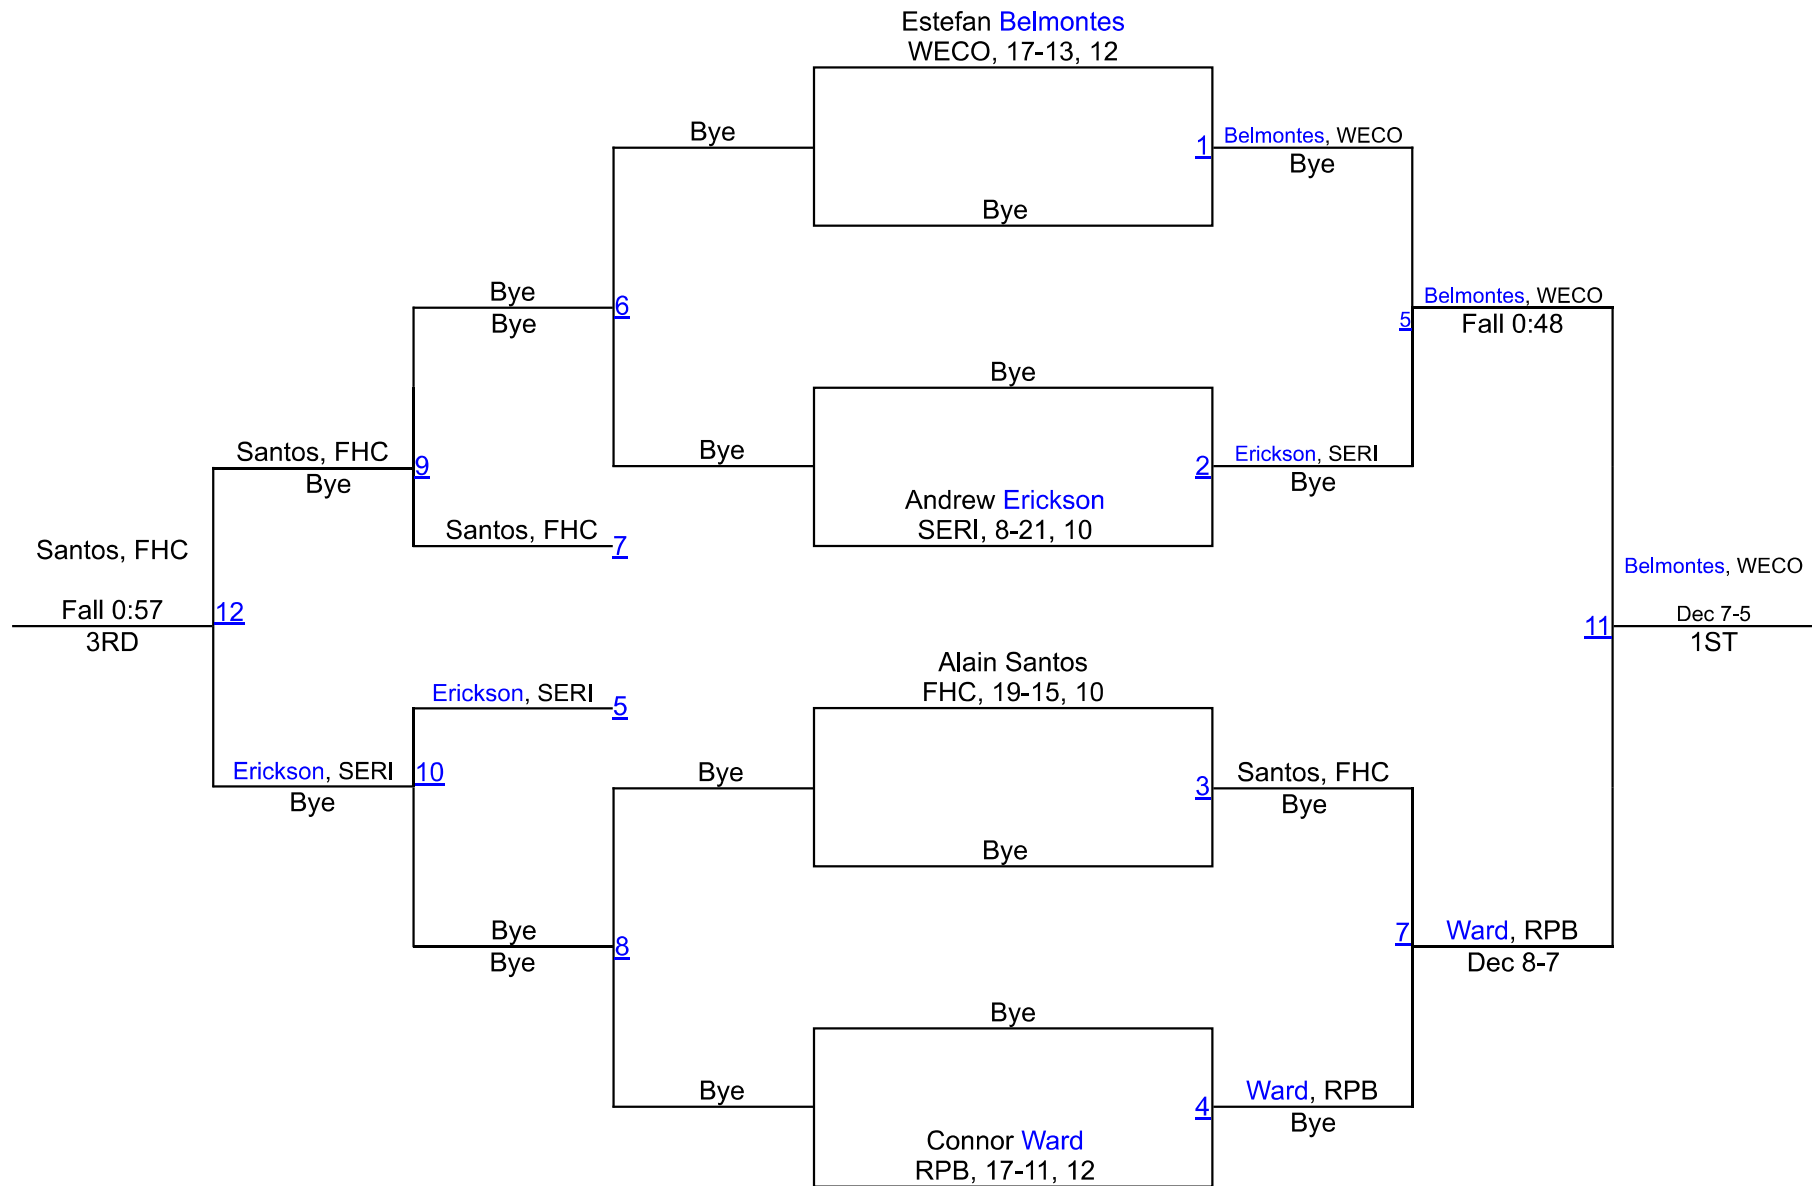 Estefan Belmontes
WECO, 17-13, 12
Bye
1
Belmontes, WECO
Bye
Bye
Bye
Bye
6
Belmontes, WECO
5
Fall 0:48
Bye
Santos, FHC
Bye
9
Bye
2
Erickson, SERI
Bye
Andrew Erickson
SERI, 8-21, 10
Santos, FHC
7
Santos, FHC
Fall 0:57
3RD
12
Belmontes, WECO
Dec 7-5
1ST
11
Alain Santos
FHC, 19-15, 10
Erickson, SERI
5
Erickson, SERI
Bye
10
Bye
3
Santos, FHC
Bye
Bye
Bye
Bye
8
7
Ward, RPB
Dec 8-7
Bye
Bye
4
Ward, RPB
Bye
Connor Ward
RPB, 17-11, 12